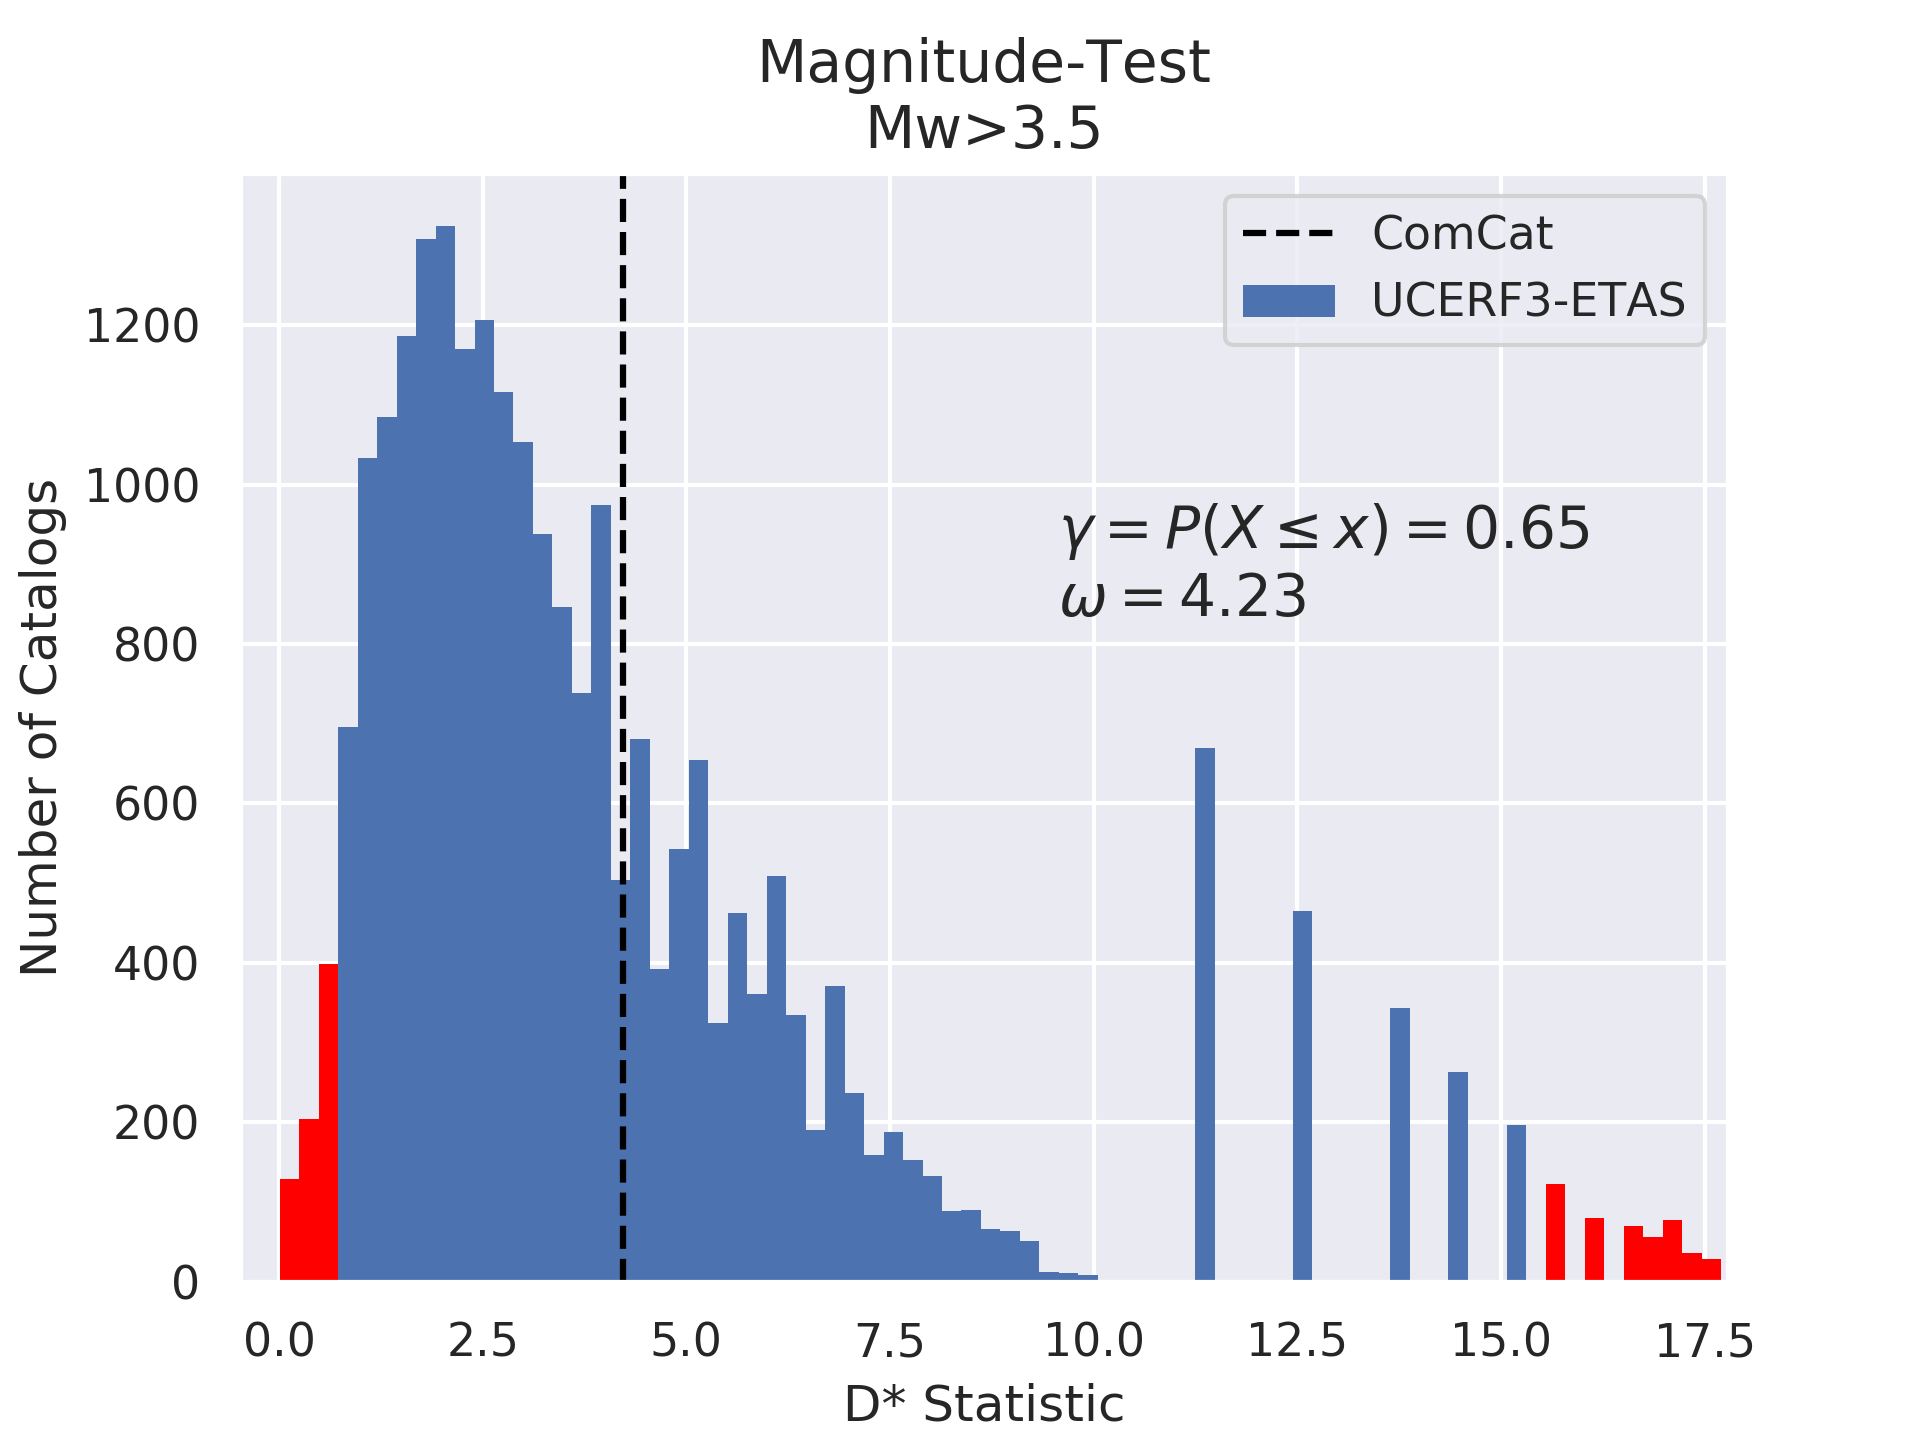 Magnitude-Test
Mw>3.5
ComCat
UCERF3-ETAS
γ = P(X ≤ x) = 0.65
ω = 4.23
Number of Catalogs
1200
1000
800
600
400
200
0
0.0 2.5 5.0 7.5 10.0 12.5 15.0 17.5
D* Statistic